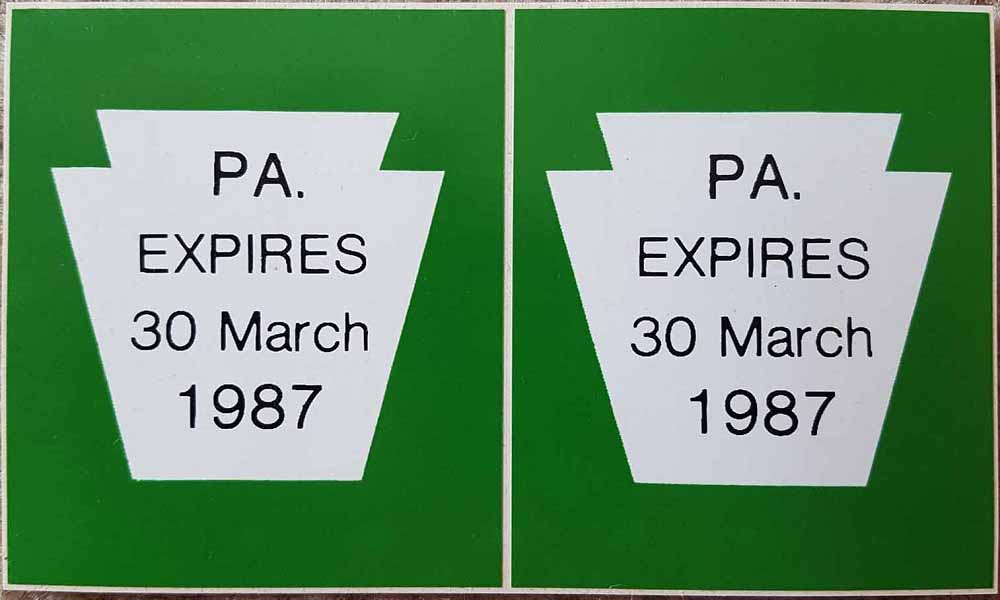 PA.
EXPIRES
30 March
1987
PA.
EXPIRES
30 March
1987